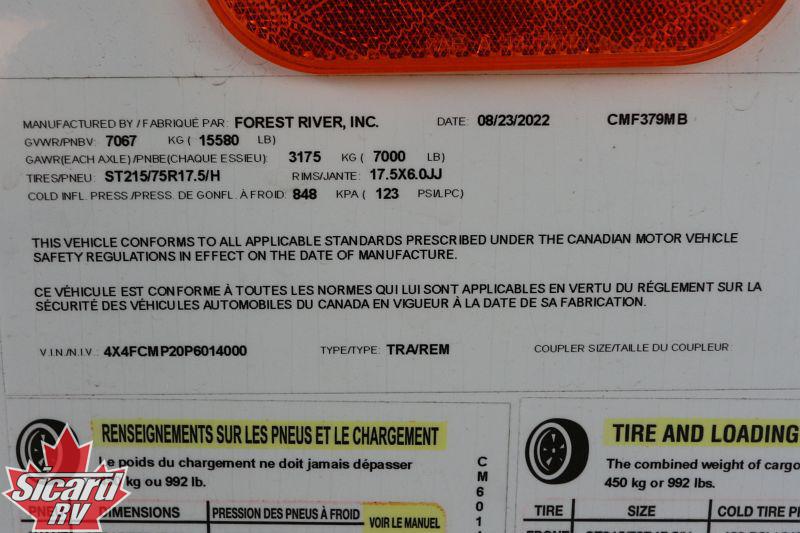 MANUFACTURED BY / FABRIQUÉ PAR: FOREST RIVER, INC. DATE: 08/23/2022 CMF379MB
GVWR/PNBV: 7067 KG ( 15580 LB)
GAWR(EACH AXLE) /PNBE(CHAQUE ESSIEU): 3175 KG ( 7000 LB)
TIRES/PNEU: ST215/75R17.5/H RIMS/JANTE: 17.5X6.0JJ
COLD INFL. PRESS /PRESS. DE GONFL. À FROID: 848 KPA ( 123 PSI/LPC)
THIS VEHICLE CONFORMS TO ALL APPLICABLE STANDARDS PRESCRIBED UNDER THE CANADIAN MOTOR VEHICLE
SAFETY REGULATIONS IN EFFECT ON THE DATE OF MANUFACTURE.
CE VÉHICULE EST CONFORME À TOUTES LES NORMES QUI LUI SONT APPLICABLES EN VERTU DU RÉGLEMENT SUR LA
SÉCURITÉ DES VÉHICULES AUTOMOBILES DU CANADA EN VIGUEUR À LA DATE DE SA FABRICATION.
V.I.N./N.I.V.: 4X4FCMP20P6014000 TYPE/TYPE: TRA/REM COUPLER SIZE/TAILLE DU COUPLEUR:
RENSEIGNEMENTS SUR LES PNEUS ET LE CHARGEMENT
Le poids du chargement ne doit jamais dépasser
kg ou 992 lb.
DIMENSIONS PRESSION DES PNEUS À FROID VOIR LE MANUEL
CM6011
TIRE AND LOADING
The combined weight of cargo
450 kg or 992 lbs.
TIRE SIZE COLD TIRE
Sicard
RV